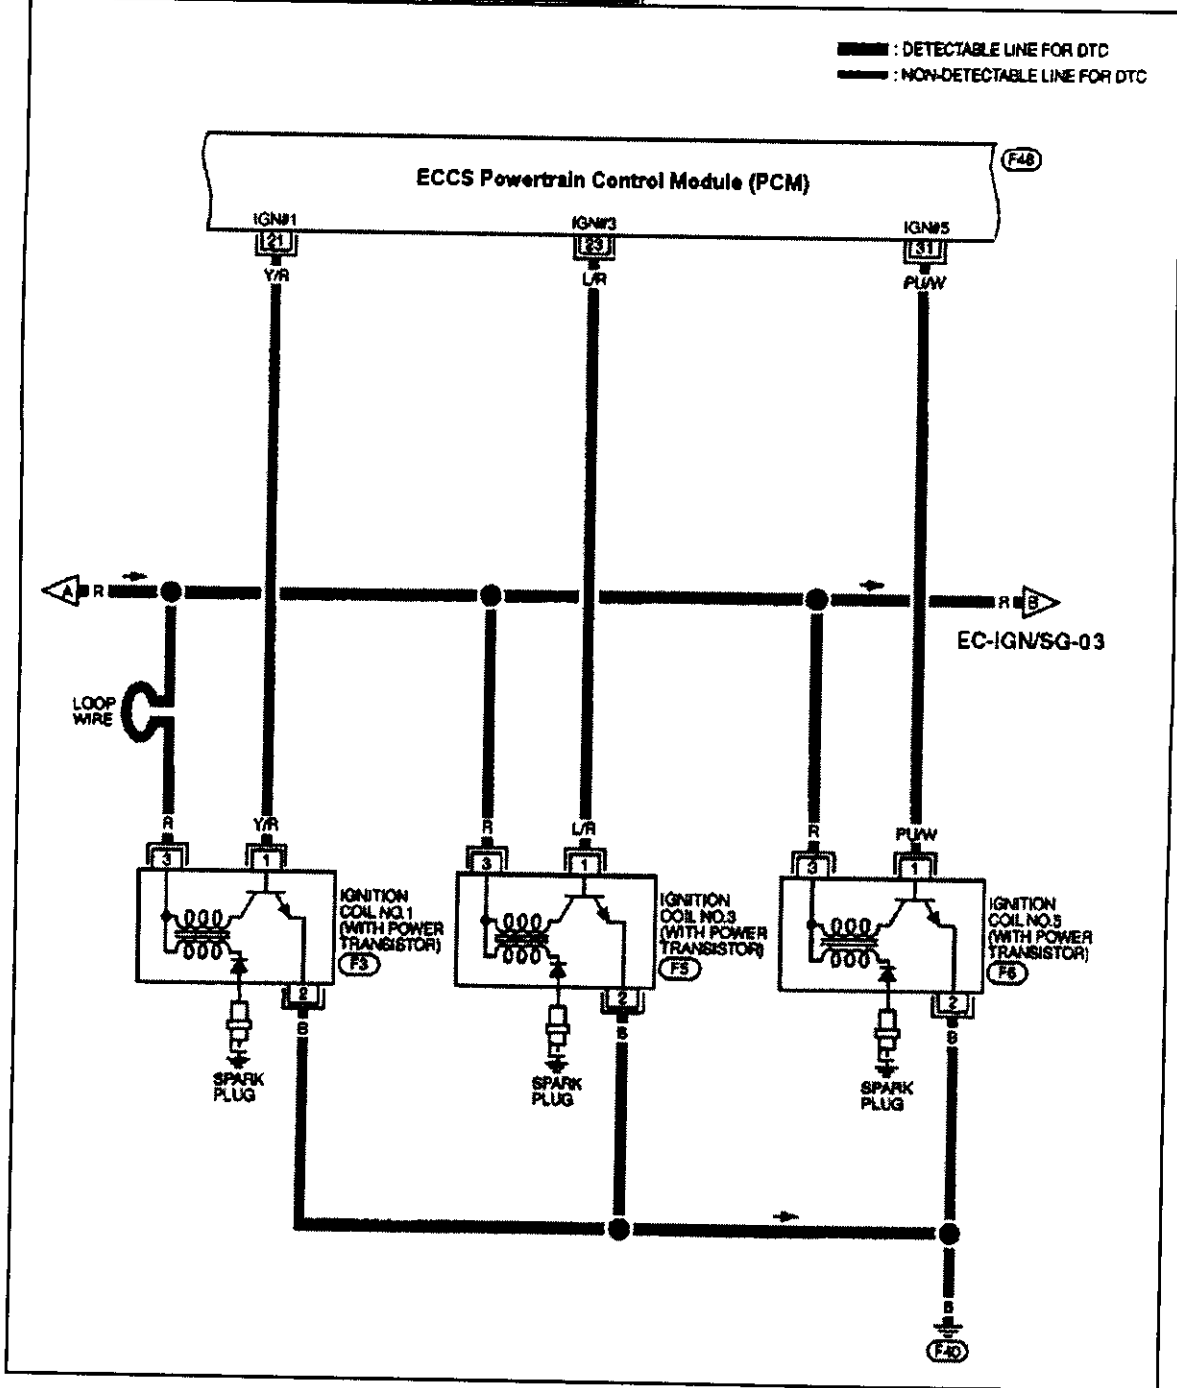 : DETECTABLE LINE FOR DTC
: NON-DETECTABLE LINE FOR DTC
F48
ECCS Powertrain Control Module (PCM)
IGN#1
IGN#3
IGN#5
21
23
31
Y/R
L/R
PU/W
A
R
R
B
EC-IGN/SG-03
LOOP
WIRE
R
Y/R
R
L/R
R
PU/W
3
1
3
1
3
1
IGNITION
COIL NO.1
(WITH POWER
TRANSISTOR)
F3
IGNITION
COIL NO.3
(WITH POWER
TRANSISTOR)
F5
IGNITION
COIL NO.5
(WITH POWER
TRANSISTOR)
F6
2
2
2
B
B
B
SPARK
PLUG
SPARK
PLUG
SPARK
PLUG
B
F40